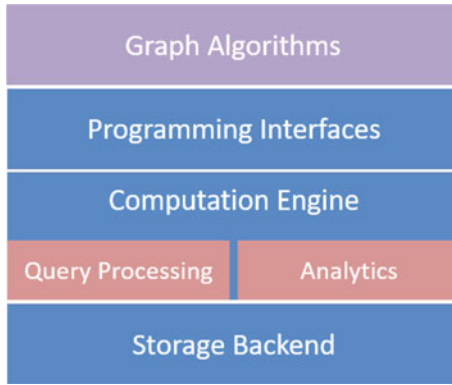 Graph Algorithms
Programming Interfaces
Computation Engine
Query Processing Analytics
Storage Backend